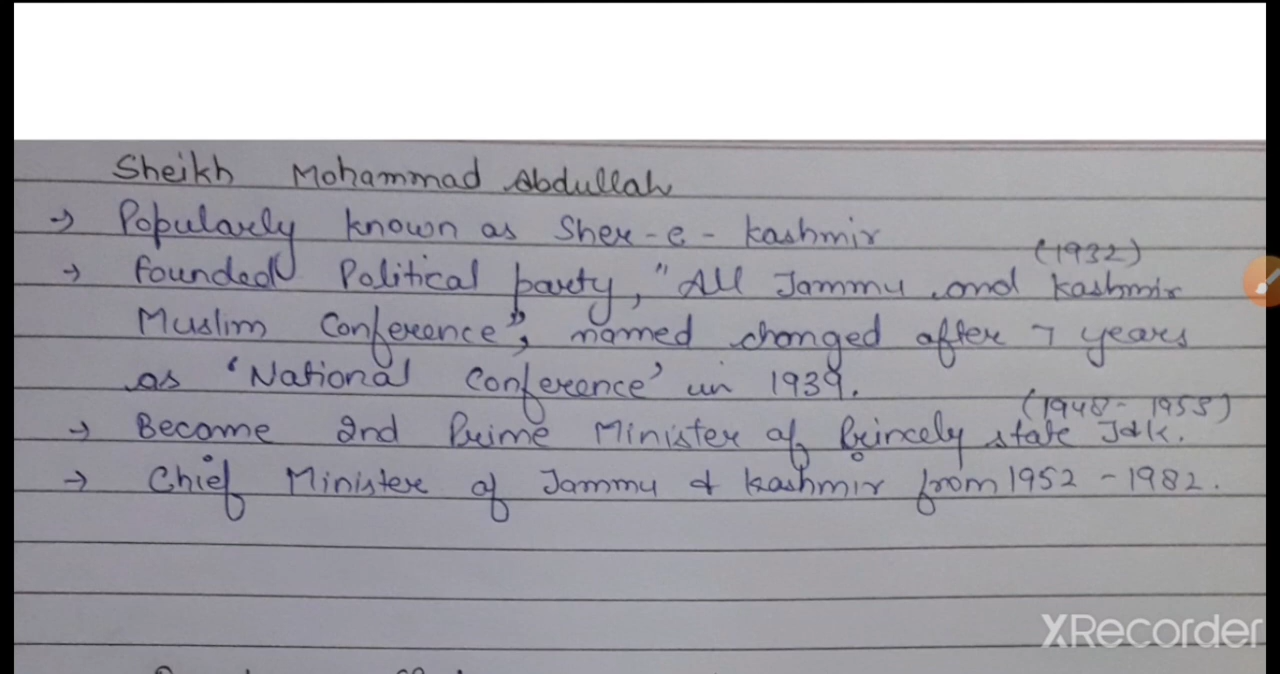 Sheikh Mohammad Abdullah
→ Popularly known as Sher-e-Kashmir
(1932)
→ founded Political party, "All Jammu and Kashmir
Muslim Conference", named changed after 7 years
as 'National Conference' in 1939.
(1948-1953)
→ Become 2nd Prime Minister of Princely state J&K.
→ Chief Minister of Jammu & Kashmir from 1952-1982.
XRecorder